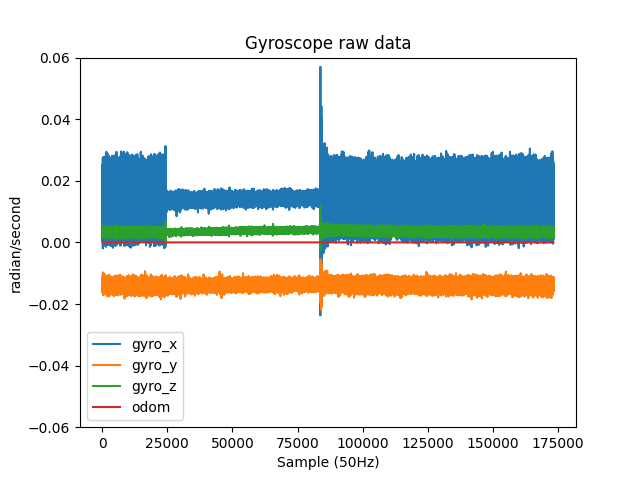 Gyroscope raw data
0.06
0.04
0.02
0.00
−0.02
−0.04
−0.06
radian/second
gyro_x
gyro_y
gyro_z
odom
0 25000 50000 75000 100000 125000 150000 175000
Sample (50Hz)